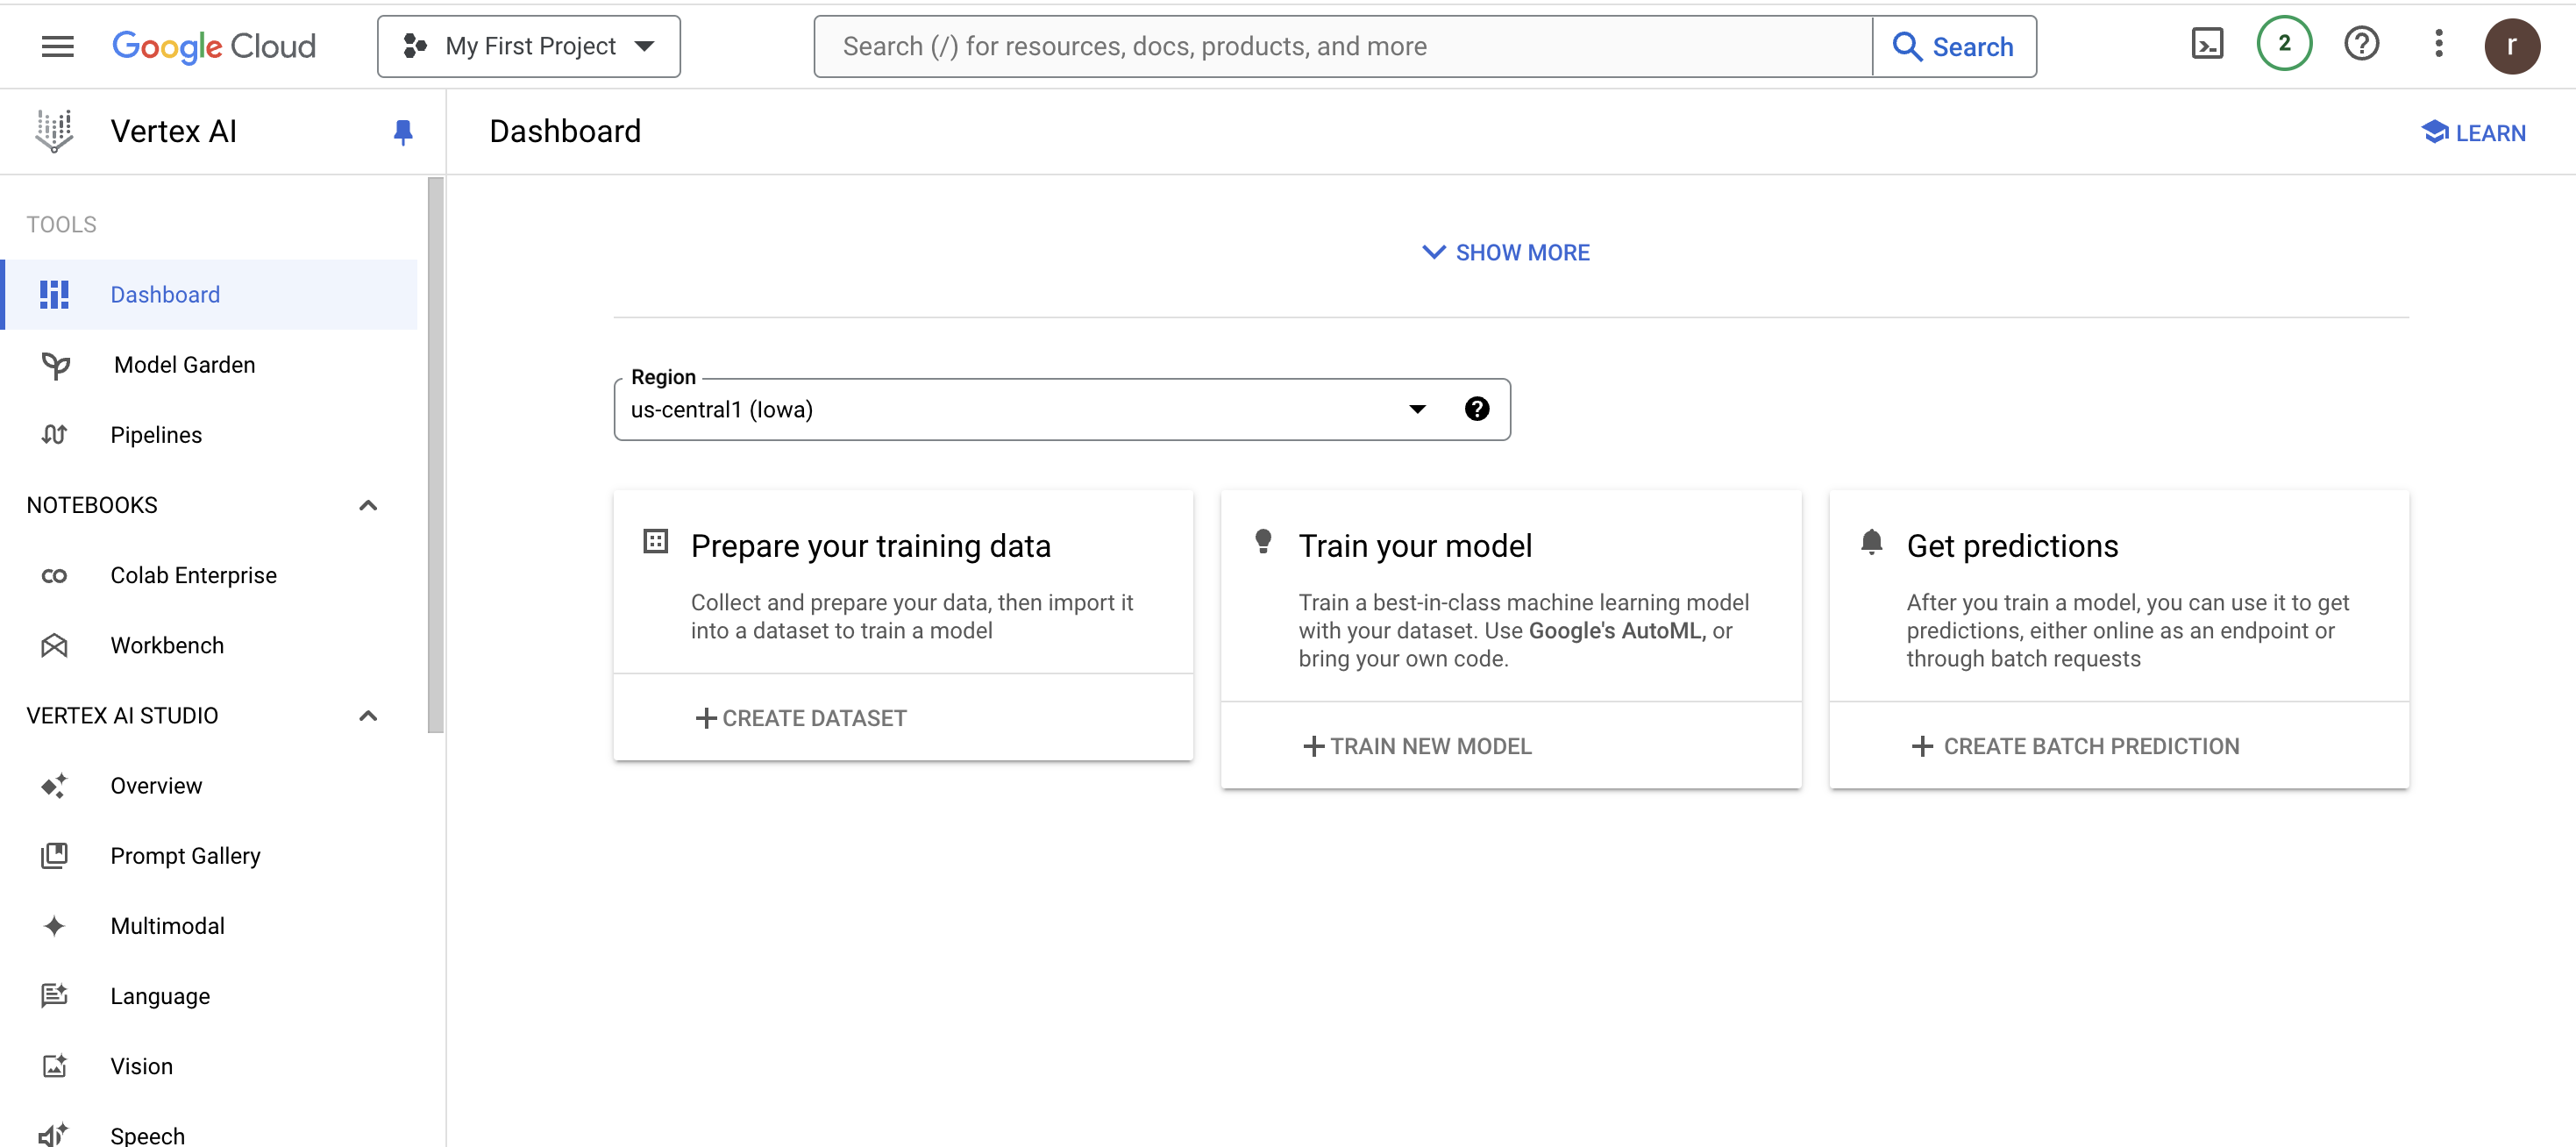 Google Cloud
My First Project
Search (/) for resources, docs, products, and more
Search
2
r
Vertex AI
Dashboard
LEARN
TOOLS
Dashboard
Model Garden
Pipelines
NOTEBOOKS
Colab Enterprise
Workbench
VERTEX AI STUDIO
Overview
Prompt Gallery
Multimodal
Language
Vision
Speech
SHOW MORE
Region
us-central1 (Iowa)
Prepare your training data
Collect and prepare your data, then import it
into a dataset to train a model
CREATE DATASET
Train your model
Train a best-in-class machine learning model
with your dataset. Use Google's AutoML, or
bring your own code.
TRAIN NEW MODEL
Get predictions
After you train a model, you can use it to get
predictions, either online as an endpoint or
through batch requests
CREATE BATCH PREDICTION